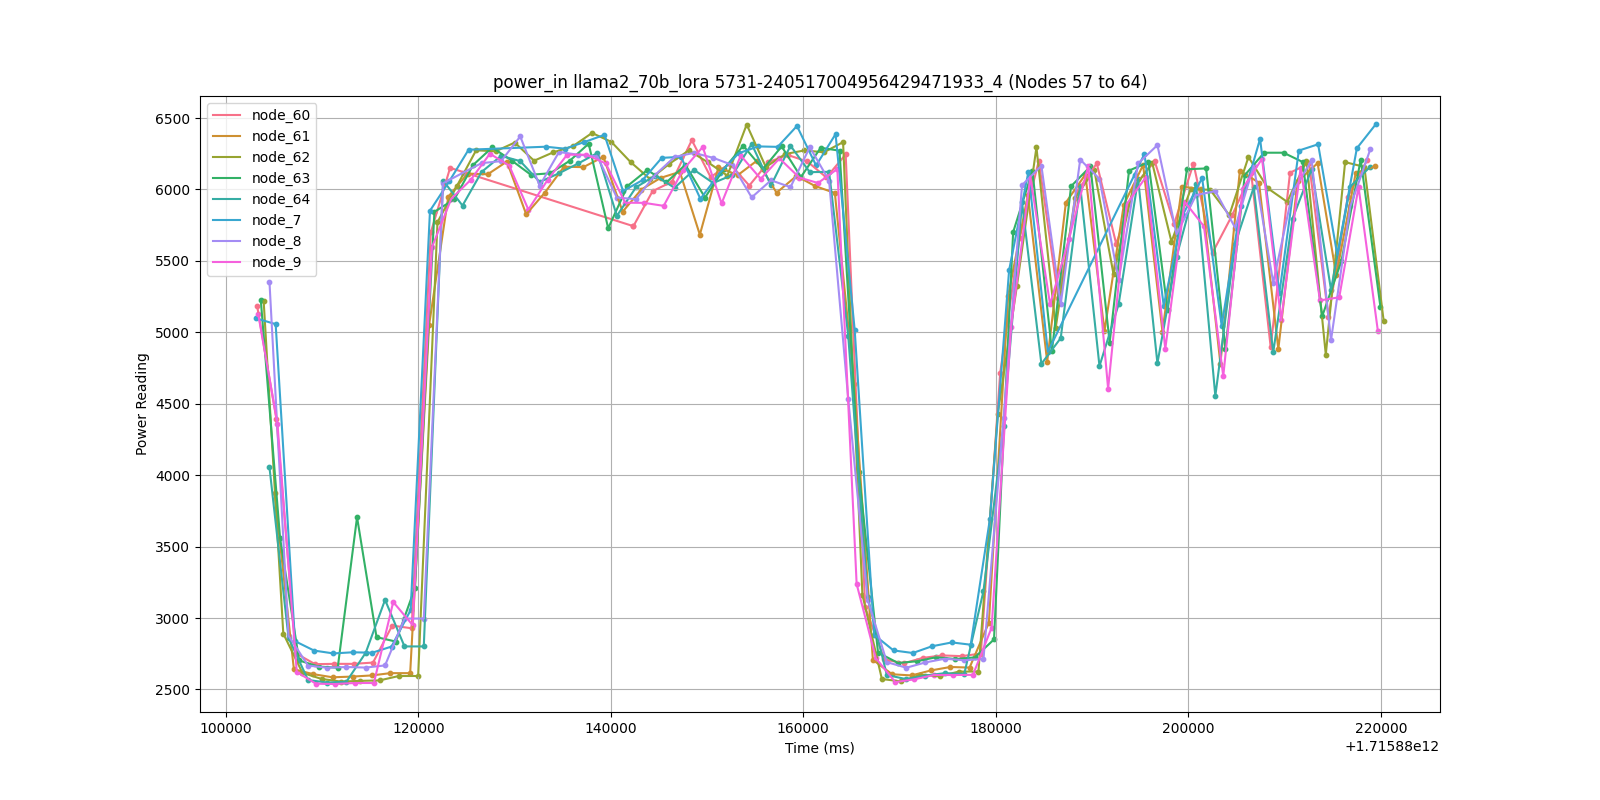 power_in llama2_70b_lora 5731-240517004956429471933_4 (Nodes 57 to 64)
node_60
node_61
node_62
node_63
node_64
node_7
node_8
node_9
6500
6000
5500
5000
4500
4000
3500
3000
2500
Power Reading
100000 120000 140000 160000 180000 200000 220000
Time (ms)
+1.71588e12